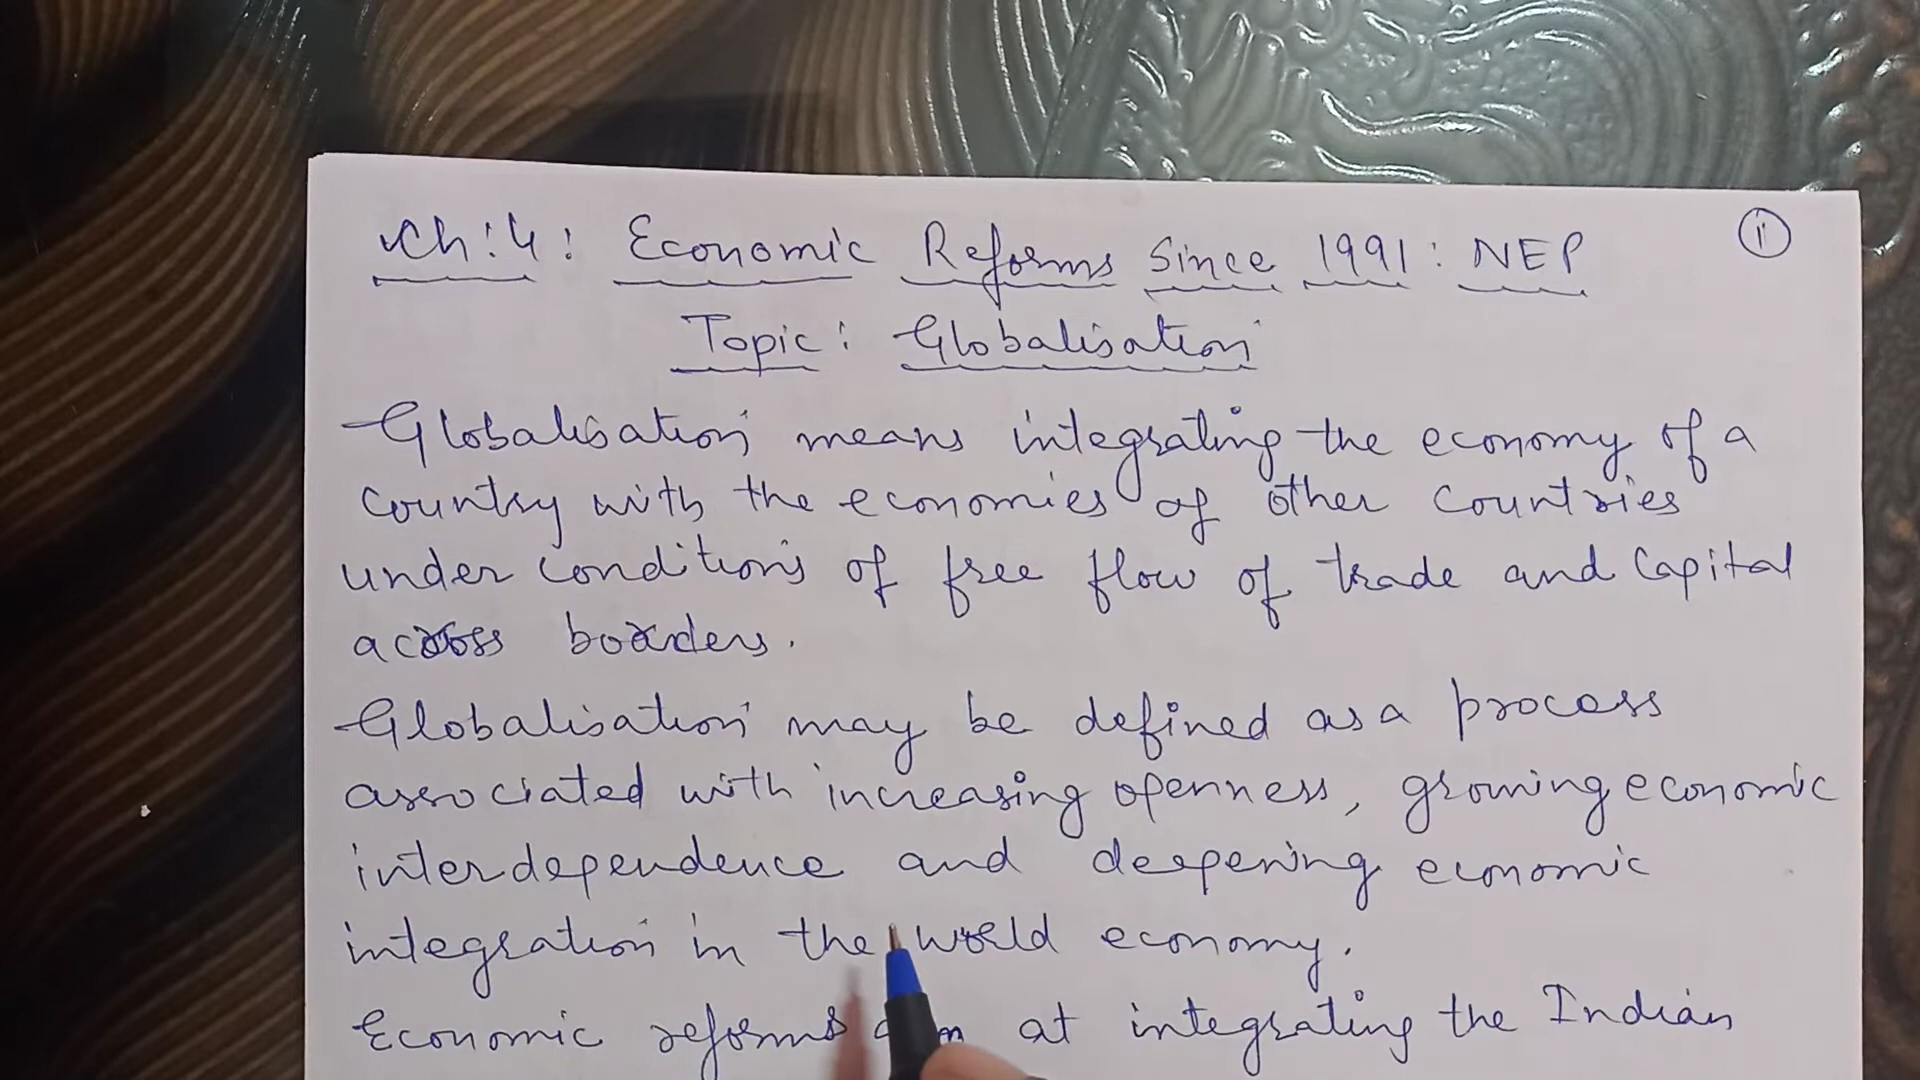 Ch:4: Economic Reforms Since 1991: NEP
1
Topic: Globalisation
Globalisation means integrating the economy of a
country with the economies of other countries
under conditions of free flow of trade and Capital
across boarders.
Globalisation may be defined as a process
associated with increasing openness, growing economic
interdependence and deepening economic
integration in the world economy.
Economic reforms at integrating the Indian